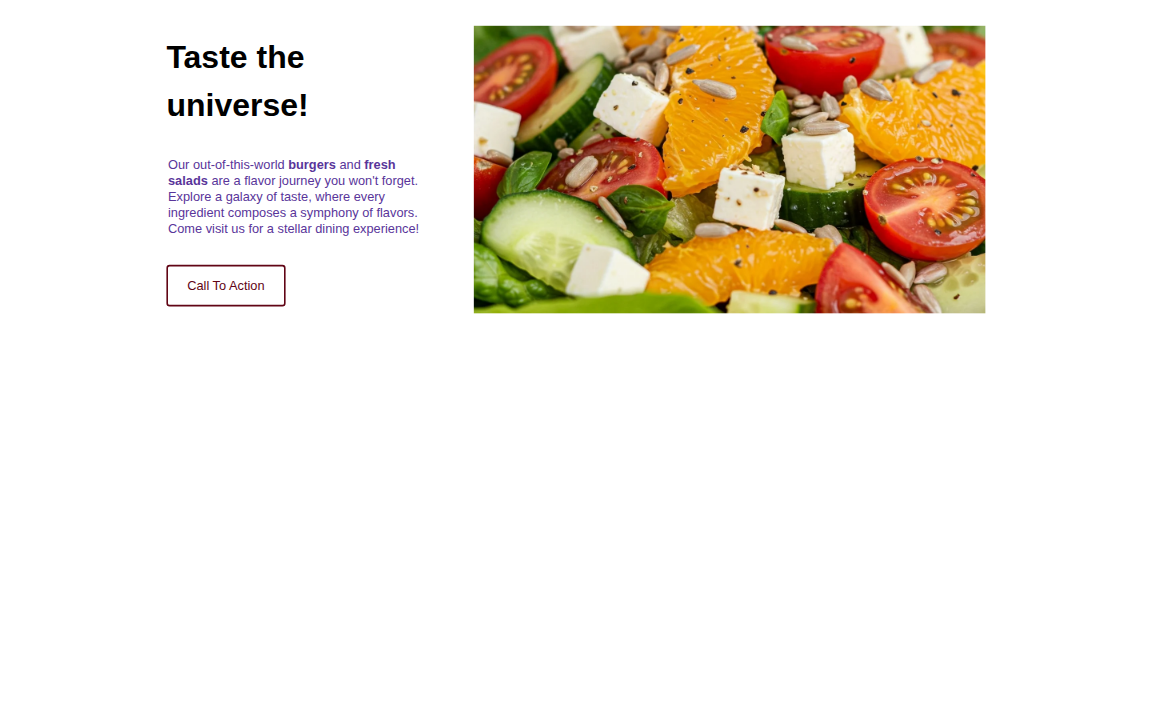 Taste the
universe!
Our out-of-this-world burgers and fresh
salads are a flavor journey you won't forget.
Explore a galaxy of taste, where every
ingredient composes a symphony of flavors.
Come visit us for a stellar dining experience!
Call To Action